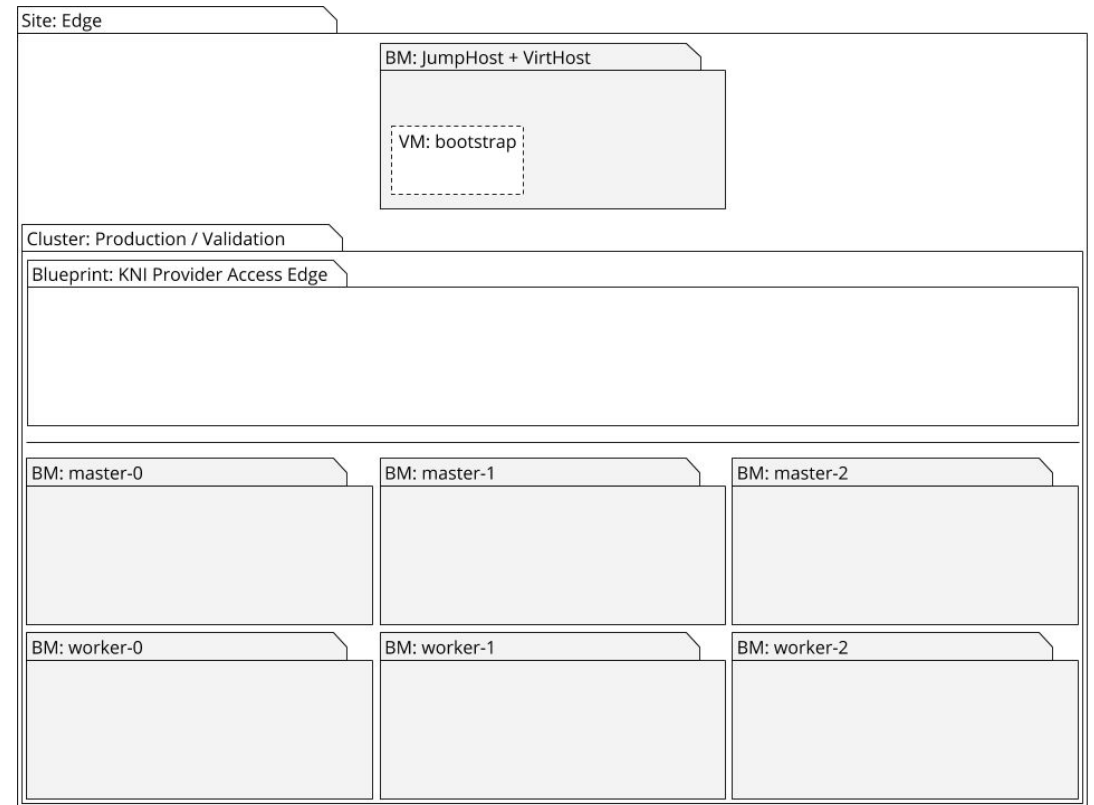 Site: Edge
BM: JumpHost + VirtHost
VM: bootstrap
Cluster: Production / Validation
Blueprint: KNI Provider Access Edge
BM: master-0
BM: master-1
BM: master-2
BM: worker-0
BM: worker-1
BM: worker-2